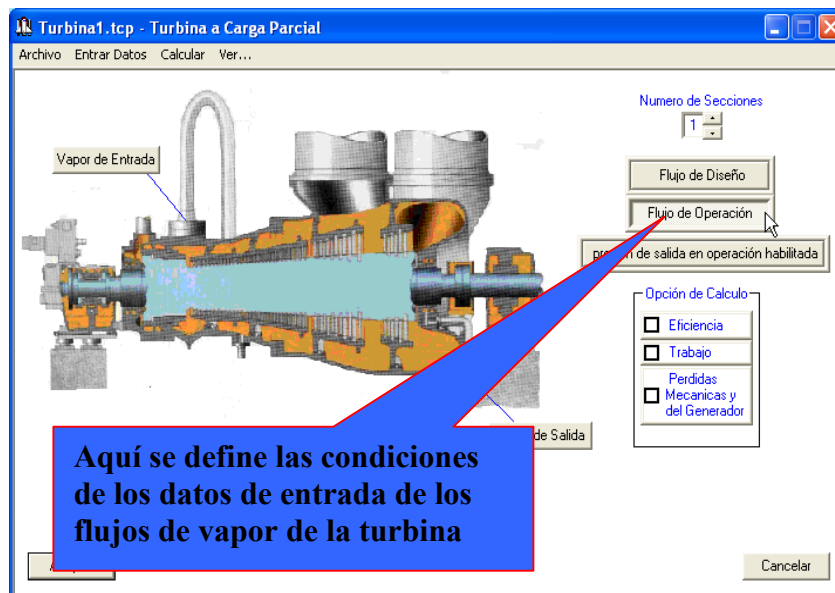 Turbina1.tcp - Turbina a Carga Parcial
Archivo Entrar Datos Calcular Ver...
Numero de Secciones
1
Vapor de Entrada
Flujo de Diseño
Flujo de Operación
de salida en operación habilitada
Opción de Calculo
Eficiencia
Trabajo
Perdidas
Mecanicas y
del Generador
de Salida
Aquí se define las condiciones
de los datos de entrada de los
flujos de vapor de la turbina
Cancelar